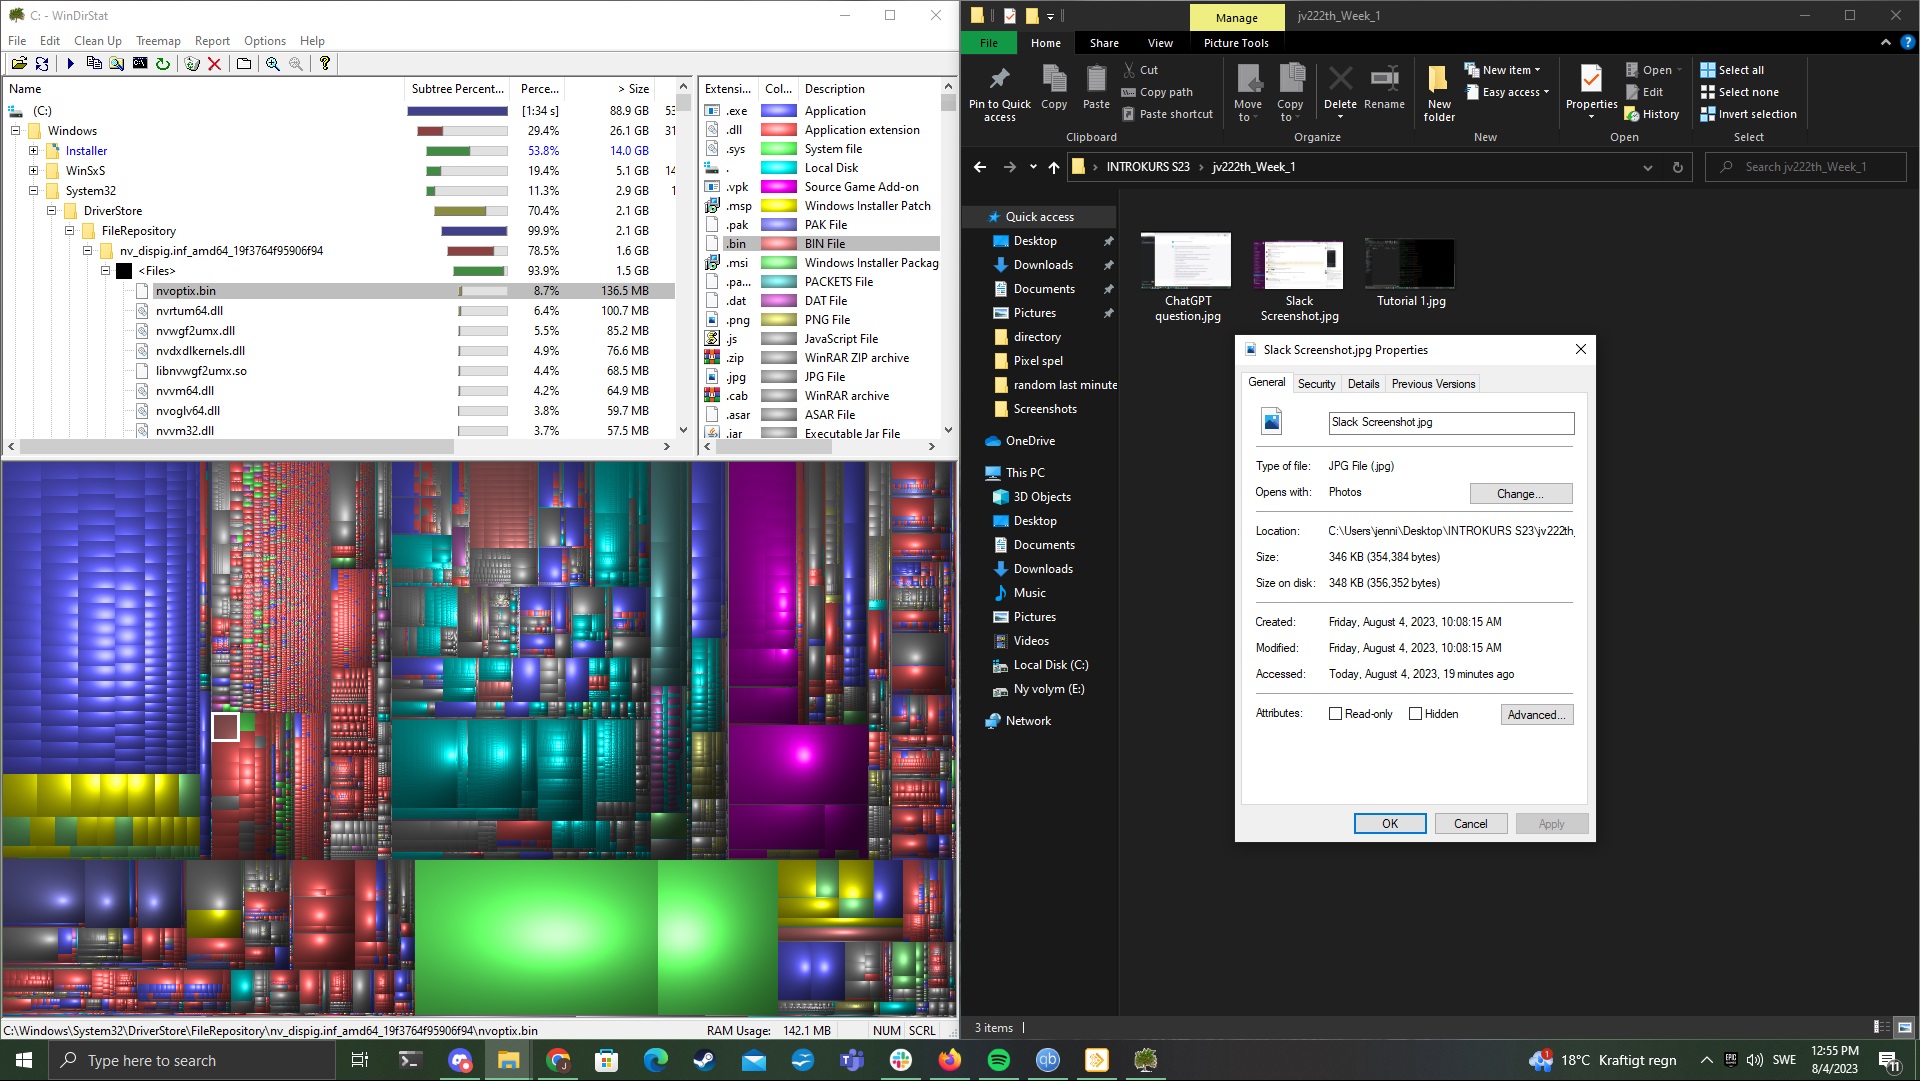 C: - WinDirStat
File Edit Clean Up Treemap Report Options Help
Name Subtree Percent... Perce... > Size
(C:) [1:34 s] 88.9 GB 53
Windows 29.4% 26.1 GB 31
Installer 53.8% 14.0 GB
WinSxS 19.4% 5.1 GB 14
System32 11.3% 2.9 GB 1
DriverStore 70.4% 2.1 GB
FileRepository 99.9% 2.1 GB
nv_dispig.inf_amd64_19f3764f95906f94 78.5% 1.6 GB
<Files> 93.9% 1.5 GB
nvoptix.bin 8.7% 136.5 MB
nvrtum64.dll 6.4% 100.7 MB
nvwgf2umx.dll 5.5% 85.2 MB
nvdxdlkernels.dll 4.9% 76.6 MB
libnvwgf2umx.so 4.4% 68.5 MB
nvvm64.dll 4.2% 64.9 MB
nvoglv64.dll 3.8% 59.7 MB
nvvm32.dll 3.7% 57.5 MB
Extensi... Col... Description
.exe Application
.dll Application extension
.sys System file
. Local Disk
.vpk Source Game Add-on
.msp Windows Installer Patch
.pak PAK File
.bin BIN File
.msi Windows Installer Packag
.pa... PACKETS File
.dat DAT File
.png PNG File
.js JavaScript File
.zip WinRAR ZIP archive
.jpg JPG File
.cab WinRAR archive
.asar ASAR File
.jar Executable Jar File
C:\Windows\System32\DriverStore\FileRepository\nv_dispig.inf_amd64_19f3764f95906f94\nvoptix.bin RAM Usage: 142.1 MB NUM SCRL
Manage jv222th_Week_1
File Home Share View Picture Tools
Pin to Quick access
Copy
Paste
Cut
Copy path
Paste shortcut
Clipboard
Move to
Copy to
Delete
Rename
Organize
New folder
New item
Easy access
New
Properties
Open
Edit
History
Open
Select all
Select none
Invert selection
Select
INTROKURS S23 > jv222th_Week_1
Search jv222th_Week_1
Quick access
Desktop
Downloads
Documents
Pictures
directory
Pixel spel
random last minute
Screenshots
OneDrive
This PC
3D Objects
Desktop
Documents
Downloads
Music
Pictures
Videos
Local Disk (C:)
Ny volym (E:)
Network
ChatGPT question.jpg
Slack Screenshot.jpg
Tutorial 1.jpg
Slack Screenshot.jpg Properties
General Security Details Previous Versions
Slack Screenshot.jpg
Type of file: JPG File (.jpg)
Opens with: Photos Change...
Location: C:\Users\jenni\Desktop\INTROKURS S23\jv222th_
Size: 346 KB (354,384 bytes)
Size on disk: 348 KB (356,352 bytes)
Created: Friday, August 4, 2023, 10:08:15 AM
Modified: Friday, August 4, 2023, 10:08:15 AM
Accessed: Today, August 4, 2023, 19 minutes ago
Attributes: Read-only Hidden Advanced...
OK Cancel Apply
3 items
Type here to search
1
18°C Kraftigt regn
EPIC
SWE
12:55 PM
8/4/2023
11